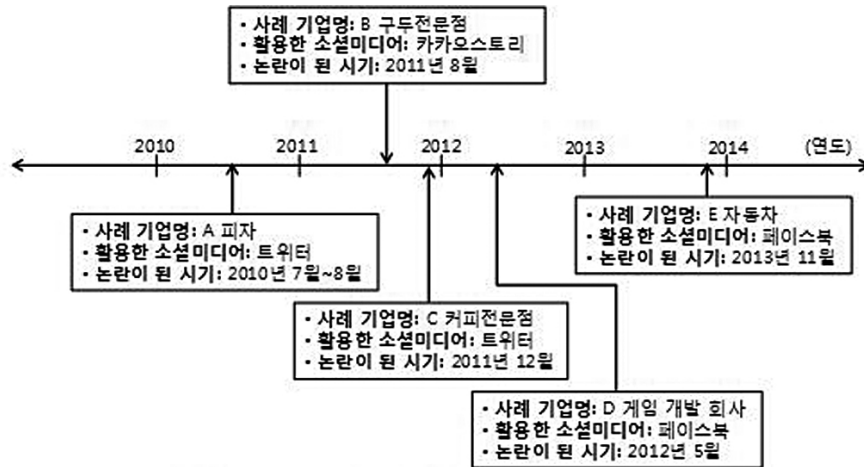 • 사례 기업명: B 구두전문점
• 활용한 소셜미디어: 카카오스토리
• 논란이 된 시기: 2011년 8월
2010 2011 2012 2013 2014 (연도)
• 사례 기업명: A 피자
• 활용한 소셜미디어: 트위터
• 논란이 된 시기: 2010년 7월~8월
• 사례 기업명: E 자동차
• 활용한 소셜미디어: 페이스북
• 논란이 된 시기: 2013년 11월
• 사례 기업명: C 커피전문점
• 활용한 소셜미디어: 트위터
• 논란이 된 시기: 2011년 12월
• 사례 기업명: D 게임 개발 회사
• 활용한 소셜미디어: 페이스북
• 논란이 된 시기: 2012년 5월